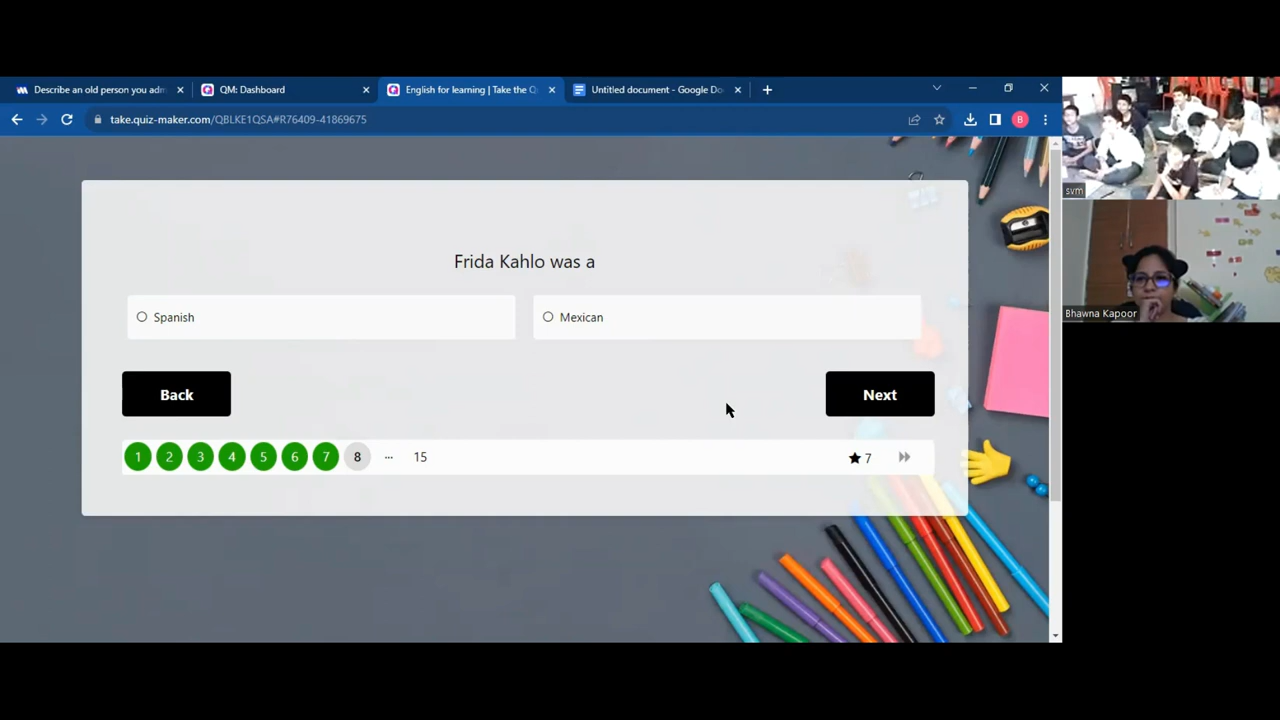 Describe an old person you adm
QM: Dashboard
English for learning | Take the Q
Untitled document - Google Do
take.quiz-maker.com/QBLKE1QSA#R76409-41869675
B
svm
Bhawna Kapoor
Frida Kahlo was a
Spanish
Mexican
Back
Next
1 2 3 4 5 6 7 8 ... 15
7